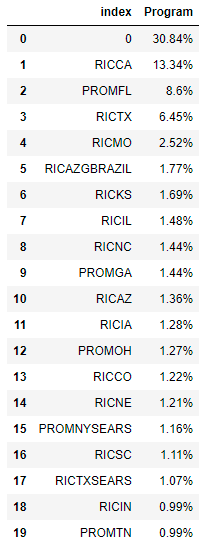 index Program
0 0 30.84%
1 RICCA 13.34%
2 PROMFL 8.6%
3 RICTX 6.45%
4 RICMO 2.52%
5 RICAZGBRAZIL 1.77%
6 RICKS 1.69%
7 RICIL 1.48%
8 RICNC 1.44%
9 PROMGA 1.44%
10 RICAZ 1.36%
11 RICIA 1.28%
12 PROMOH 1.27%
13 RICCO 1.22%
14 RICNE 1.21%
15 PROMNYSEARS 1.16%
16 RICSC 1.11%
17 RICTXSEARS 1.07%
18 RICIN 0.99%
19 PROMTN 0.99%